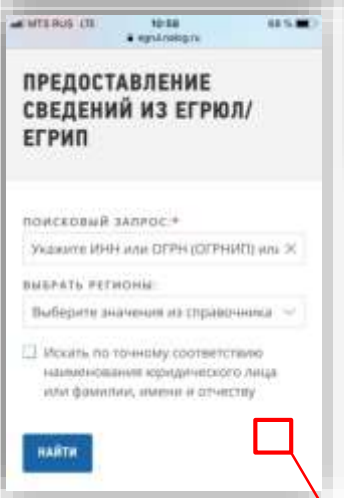 MTS RUS LTE 10:58 68 %
egrul.nalog.ru
ПРЕДОСТАВЛЕНИЕ
СВЕДЕНИЙ ИЗ ЕГРЮЛ/
ЕГРИП
ПОИСКОВЫЙ ЗАПРОС:*
Укажите ИНН или ОГРН (ОГРНИП) или
ВЫБРАТЬ РЕГИОНЫ:
Выберите значения из справочника
Искать по точному соответствию
наименования юридического лица
или фамилии, имени и отчеству
НАЙТИ